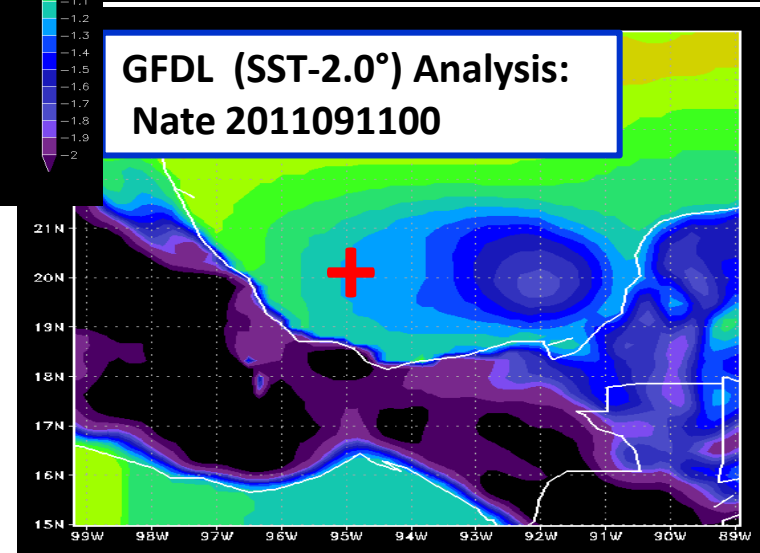 -1.1
-1.2
-1.3
-1.4
-1.5
-1.6
-1.7
-1.8
-1.9
-2
GFDL (SST-2.0°) Analysis:
Nate 2011091100
21N
20N
19N
18N
17N
16N
15N
99W 98W 97W 96W 95W 94W 93W 92W 91W 90W 89W